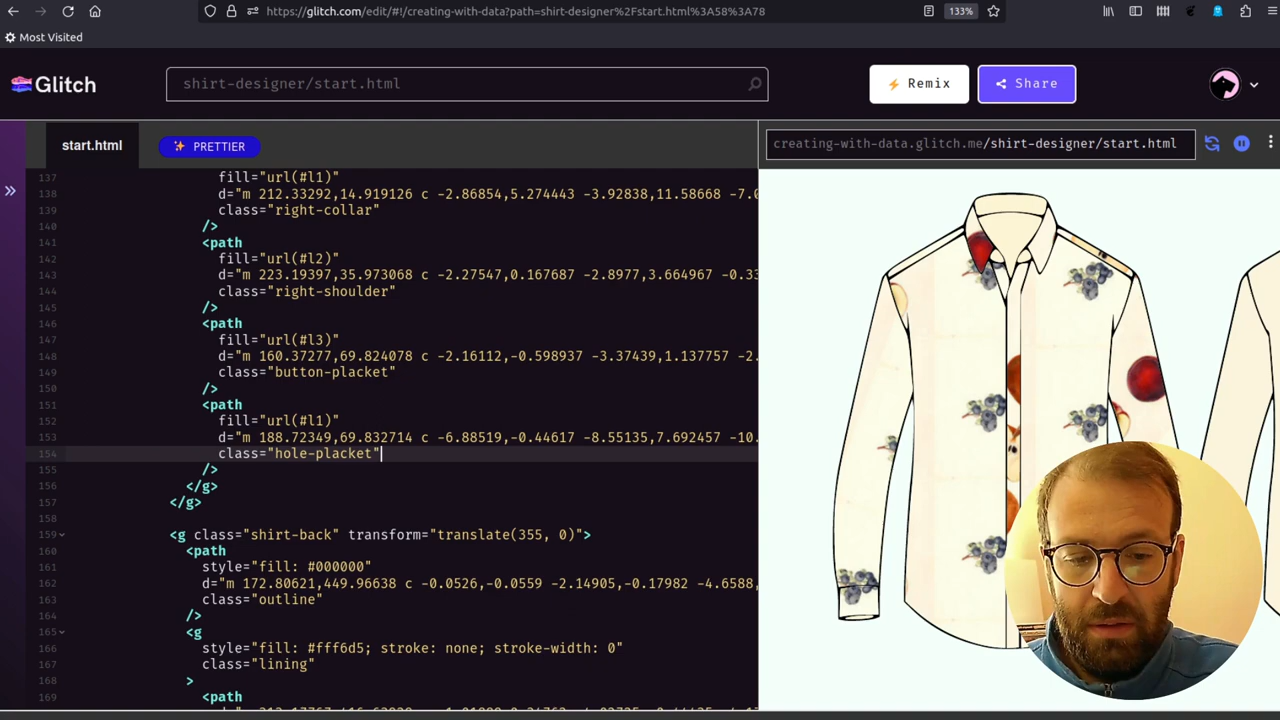 https://glitch.com/edit/#!/creating-with-data?path=shirt-designer%2Fstart.html%3A58%3A78
133%
Most Visited
Glitch
shirt-designer/start.html
Remix
Share
start.html
PRETTIER
creating-with-data.glitch.me/shirt-designer/start.html
137 fill="url(#l1)"
138 d="m 212.33292,14.919126 c -2.86854,5.274443 -3.92838,11.58668 -7.0
139 class="right-collar"
140 />
141 <path
142 fill="url(#l2)"
143 d="m 223.19397,35.973068 c -2.27547,0.167687 -2.8977,3.664967 -0.33
144 class="right-shoulder"
145 />
146 <path
147 fill="url(#l3)"
148 d="m 160.37277,69.824078 c -2.16112,-0.598937 -3.37439,1.137757 -2.
149 class="button-placket"
150 />
151 <path
152 fill="url(#l1)"
153 d="m 188.72349,69.832714 c -6.88519,-0.44617 -8.55135,7.692457 -10.
154 class="hole-placket"
155 />
156 </g>
157 </g>
158
159 <g class="shirt-back" transform="translate(355, 0)">
160 <path
161 style="fill: #000000"
162 d="m 172.80621,449.96638 c -0.0526,-0.0559 -2.14905,-0.17982 -4.6588,
163 class="outline"
164 />
165 <g
166 style="fill: #fff6d5; stroke: none; stroke-width: 0"
167 class="lining"
168 >
169 <path